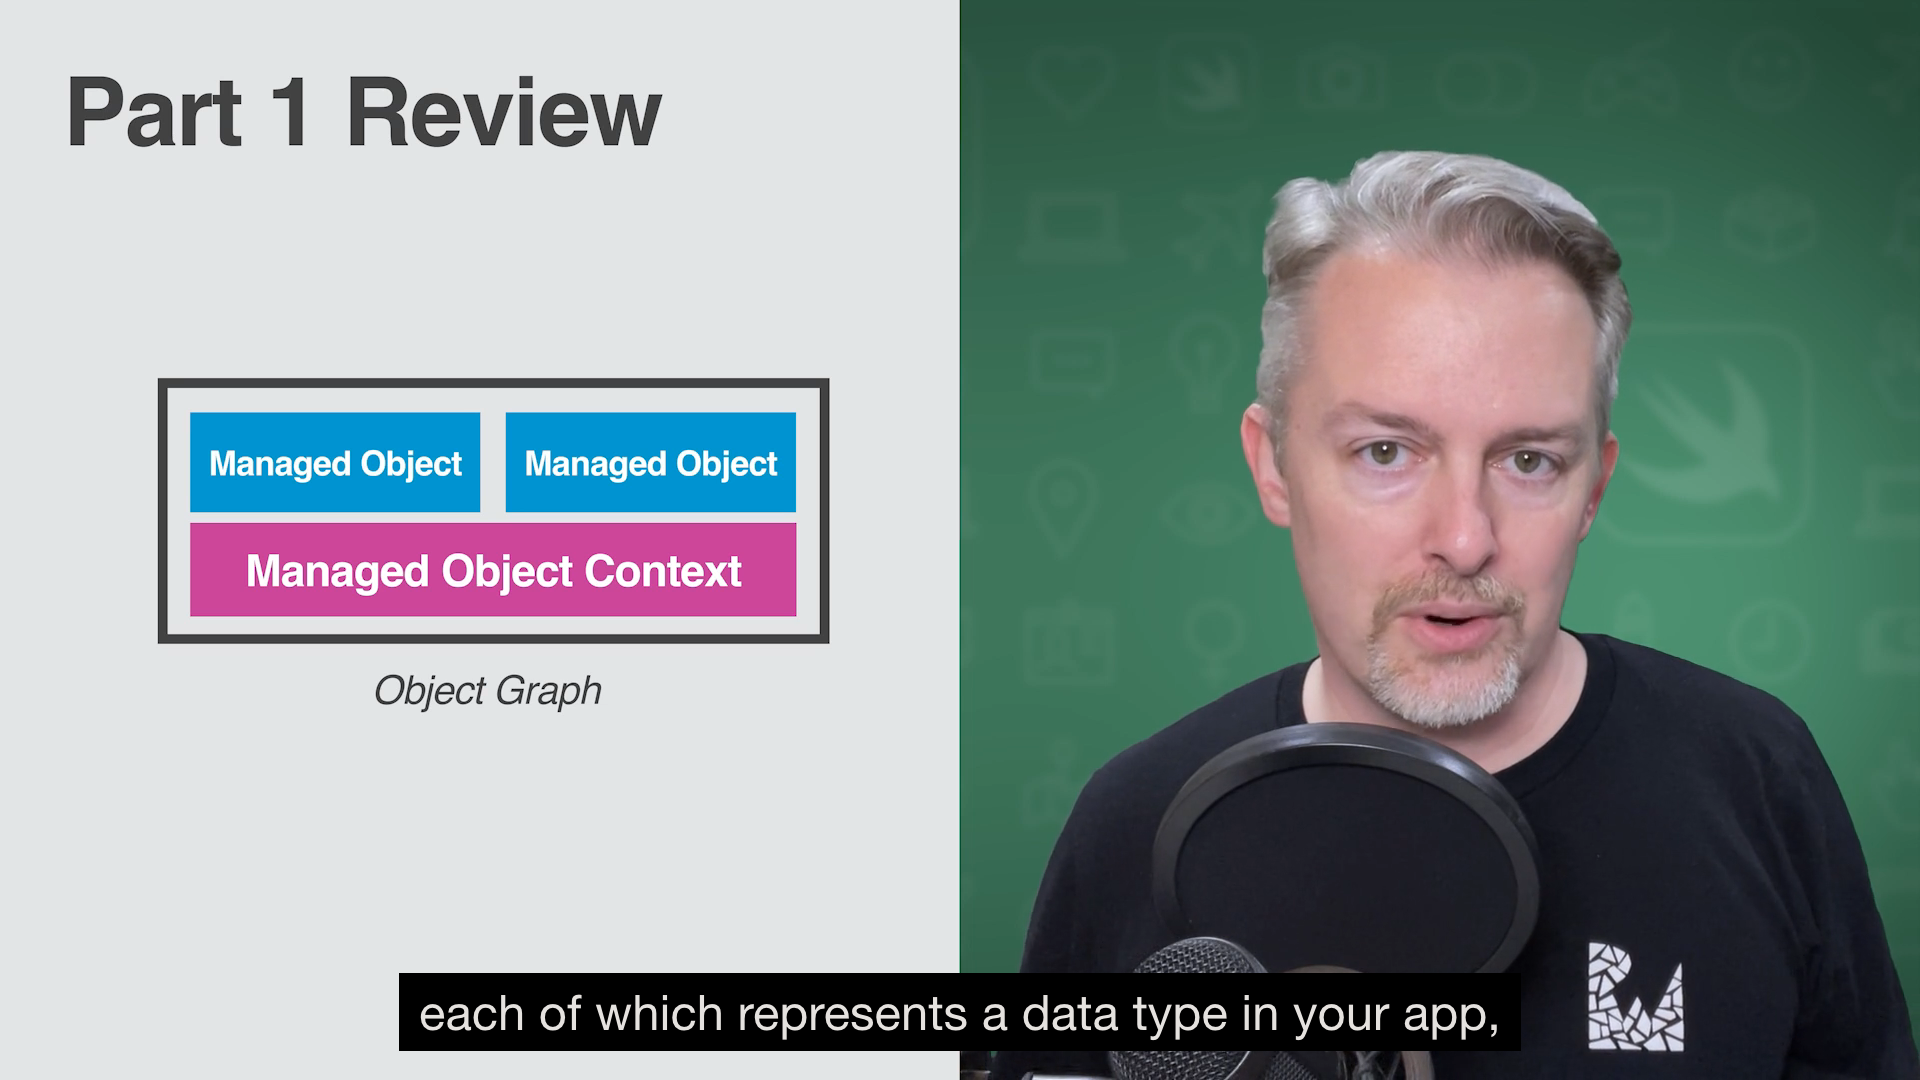 Part 1 Review
Managed Object
Managed Object
Managed Object Context
Object Graph
each of which represents a data type in your app,